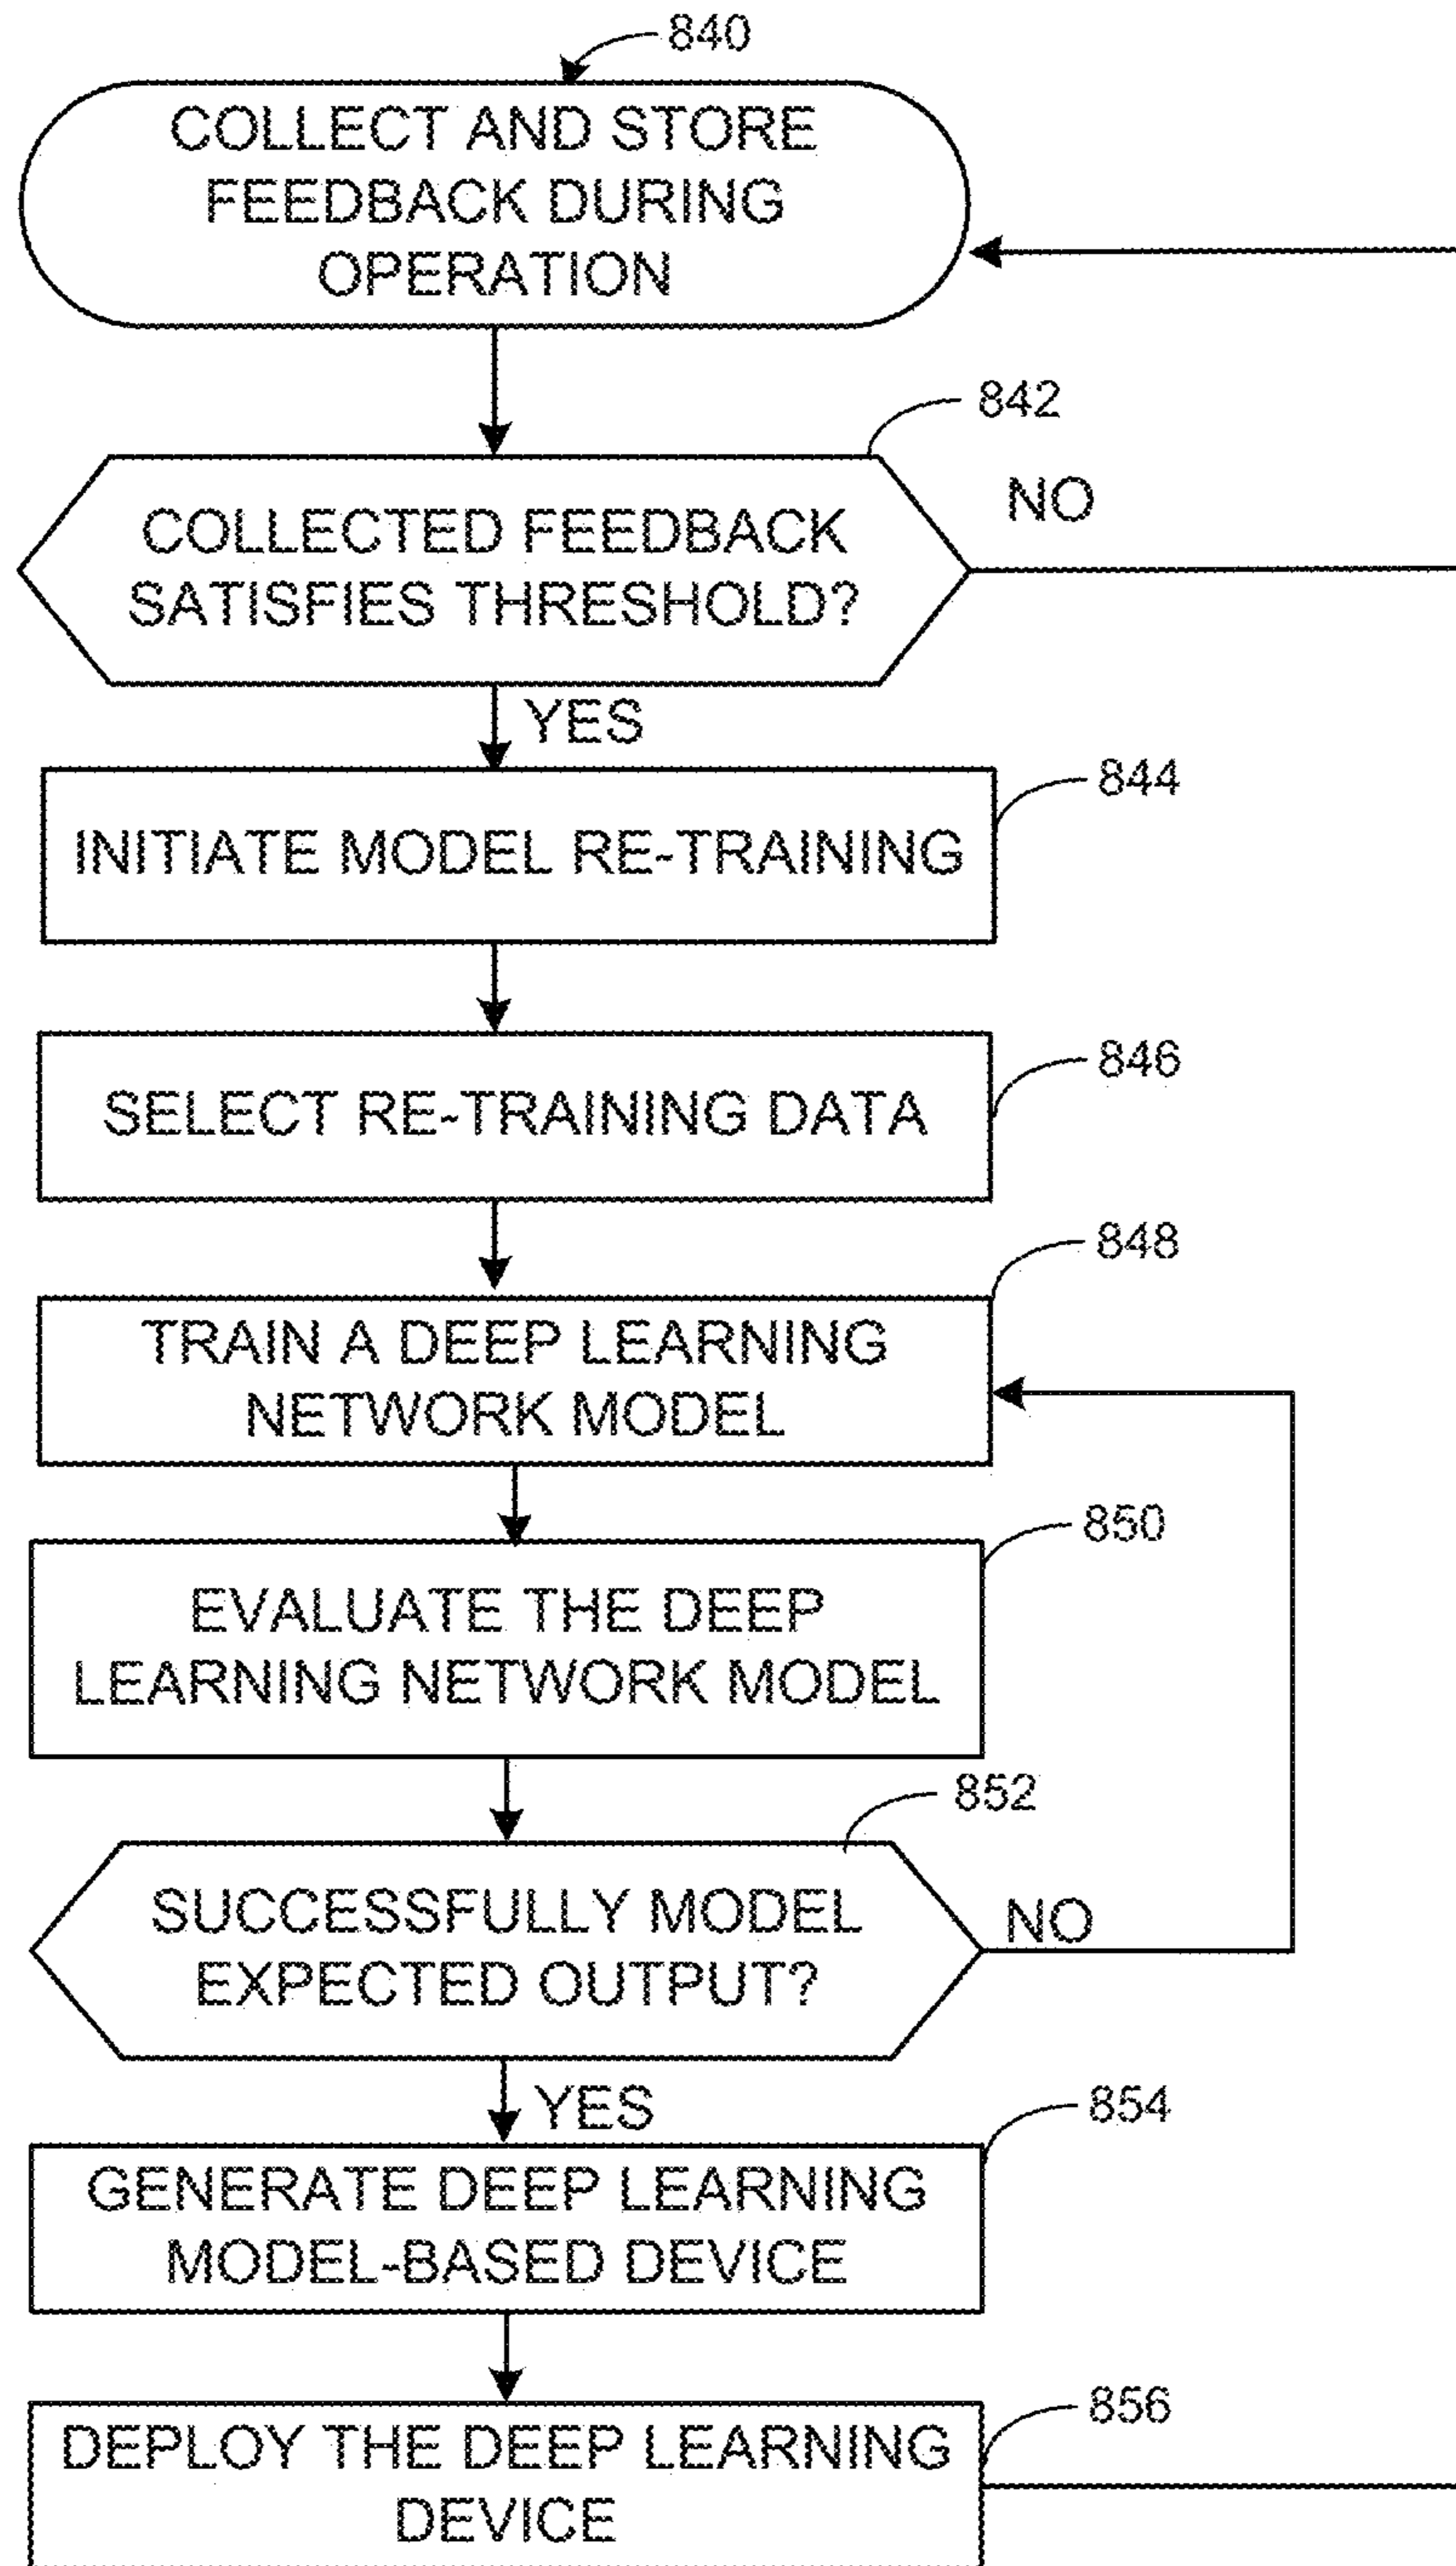 840
COLLECT AND STORE
FEEDBACK DURING
OPERATION
842
COLLECTED FEEDBACK
SATISFIES THRESHOLD?
NO
YES
844
INITIATE MODEL RE-TRAINING
846
SELECT RE-TRAINING DATA
848
TRAIN A DEEP LEARNING
NETWORK MODEL
850
EVALUATE THE DEEP
LEARNING NETWORK MODEL
852
SUCCESSFULLY MODEL
EXPECTED OUTPUT?
NO
YES
854
GENERATE DEEP LEARNING
MODEL-BASED DEVICE
856
DEPLOY THE DEEP LEARNING
DEVICE